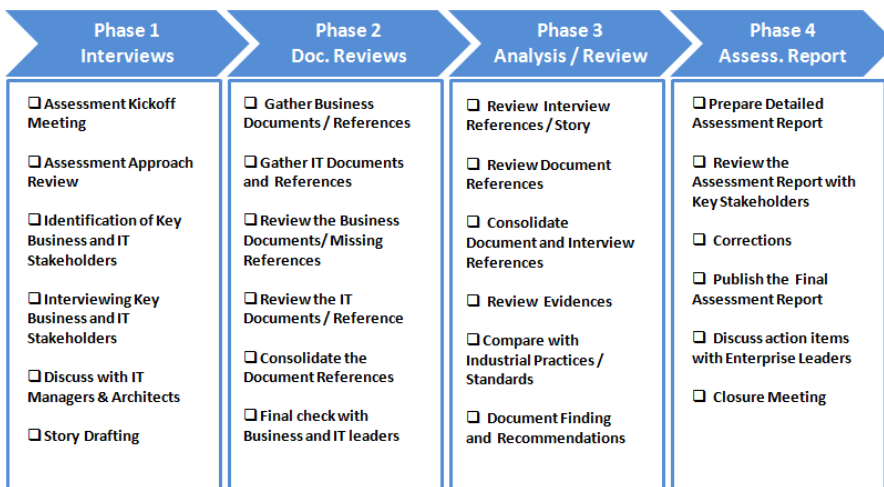 Phase 1
Interviews
Phase 2
Doc. Reviews
Phase 3
Analysis / Review
Phase 4
Assess. Report
❑ Assessment Kickoff
Meeting
❑ Assessment Approach
Review
❑ Identification of Key
Business and IT
Stakeholders
❑ Interviewing Key
Business and IT
Stakeholders
❑ Discuss with IT
Managers & Architects
❑ Story Drafting
❑ Gather Business
Documents / References
❑ Gather IT Documents
and References
❑ Review the Business
Documents/ Missing
References
❑ Review the IT
Documents / Reference
❑ Consolidate the
Document References
❑ Final check with
Business and IT leaders
❑ Review Interview
References / Story
❑ Review Document
References
❑ Consolidate
Document and Interview
References
❑ Review Evidences
❑ Compare with
Industrial Practices /
Standards
❑ Document Finding
and Recommendations
❑ Prepare Detailed
Assessment Report
❑ Review the
Assessment Report with
Key Stakeholders
❑ Corrections
❑ Publish the Final
Assessment Report
❑ Discuss action items
with Enterprise Leaders
❑ Closure Meeting